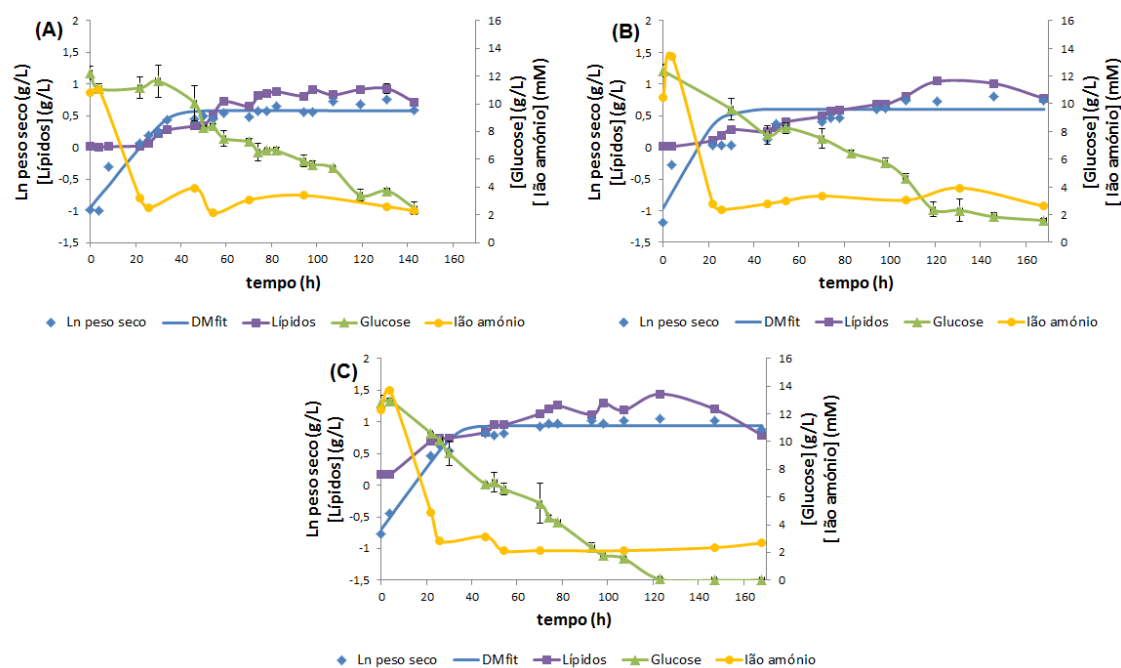 (A)
Ln peso seco (g/L)
[Lípidos] (g/L)
2
1,5
1
0,5
0
-0,5
-1
-1,5
16
14
12
10
8
6
4
2
0
[Glucose] (g/L)
[ Ião amónio] (mM)
0 20 40 60 80 100 120 140 160
tempo (h)
Ln peso seco DMfit Lípidos Glucose Ião amónio
(B)
Ln peso seco (g/L)
[Lípidos] (g/L)
2
1,5
1
0,5
0
-0,5
-1
-1,5
16
14
12
10
8
6
4
2
0
[Glucose] (g/L)
[ Ião amónio] (mM)
0 20 40 60 80 100 120 140 160
tempo (h)
Ln peso seco DMfit Lípidos Glucose Ião amónio
(C)
Ln peso seco (g/L)
[Lípidos] (g/L)
2
1,5
1
0,5
0
-0,5
-1
-1,5
16
14
12
10
8
6
4
2
0
[Glucose] (g/L)
[ Ião amónio] (mM)
0 20 40 60 80 100 120 140 160
tempo (h)
Ln peso seco DMfit Lípidos Glucose Ião amónio